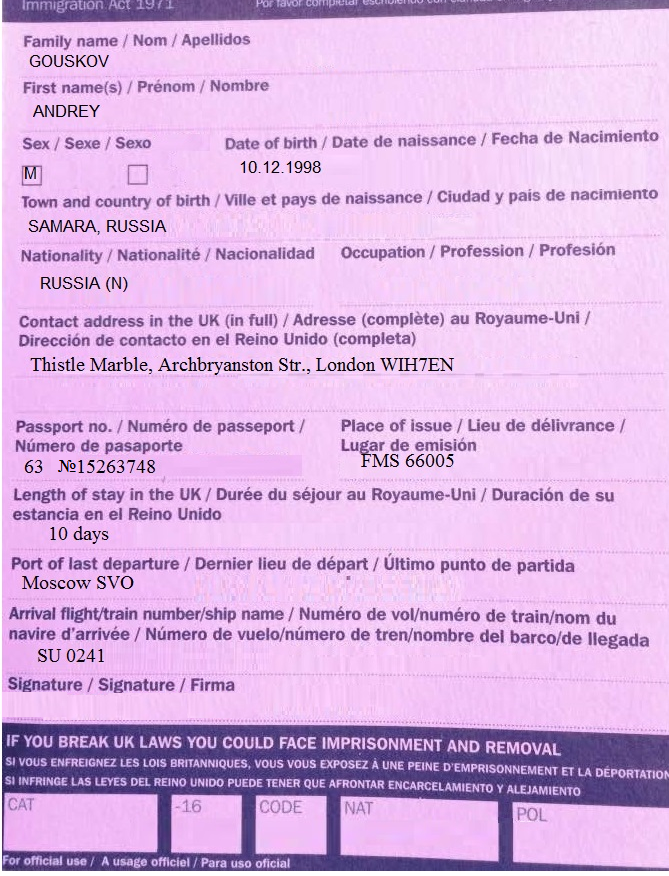 Immigration Act 1971
Family name / Nom / Apellidos
GOUSKOV
First name(s) / Prénom / Nombre
ANDREY
Sex / Sexe / Sexo Date of birth / Date de naissance / Fecha de Nacimiento
M 10.12.1998
Town and country of birth / Ville et pays de naissance / Ciudad y pais de nacimiento
SAMARA, RUSSIA
Nationality / Nationalité / Nacionalidad Occupation / Profession / Profesión
RUSSIA (N)
Contact address in the UK (in full) / Adresse (complète) au Royaume-Uni /
Dirección de contacto en el Reino Unido (completa)
Thistle Marble, Archbryanston Str., London WIH7EN
Passport no. / Numéro de passeport / Place of issue / Lieu de délivrance /
Número de pasaporte Lugar de emisión
63 №15263748 FMS 66005
Length of stay in the UK / Durée du séjour au Royaume-Uni / Duración de su
estancia en el Reino Unido
10 days
Port of last departure / Dernier lieu de départ / Último punto de partida
Moscow SVO
Arrival flight/train number/ship name / Numéro de vol/numéro de train/nom du
navire d'arrivée / Número de vuelo/número de tren/nombre del barco/de llegada
SU 0241
Signature / Signature / Firma
IF YOU BREAK UK LAWS YOU COULD FACE IMPRISONMENT AND REMOVAL
SI VOUS ENFREIGNEZ LES LOIS BRITANNIQUES, VOUS VOUS EXPOSEZ À UNE PEINE D'EMPRISONNEMENT ET LA DÉPORTATION
SI INFRINGE LAS LEYES DEL REINO UNIDO PUEDE TENER QUE AFRONTAR ENCARCELAMIENTO Y ALEJAMIENTO
CAT -16 CODE NAT POL
For official use / A usage officiel / Para uso oficial